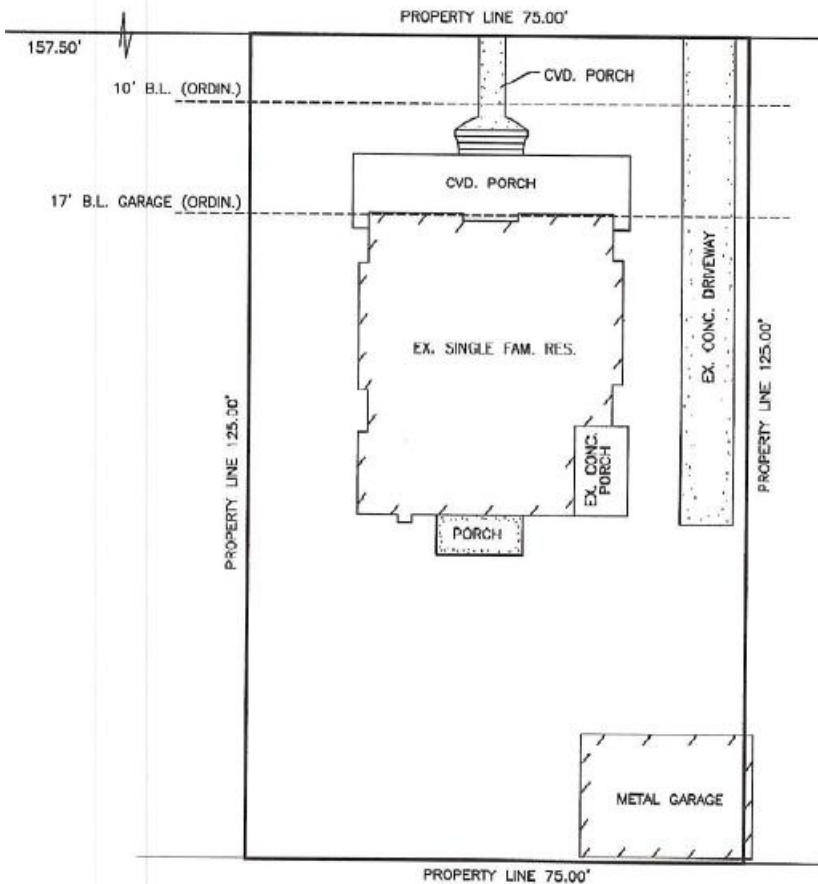 PROPERTY LINE 75.00'
157.50'
CVD. PORCH
10' B.L. (ORDIN.)
CVD. PORCH
17' B.L. GARAGE (ORDIN.)
EX. CONC. DRIVEWAY
EX. SINGLE FAM. RES.
PROPERTY LINE 125.00'
PROPERTY LINE 125.00'
EX. CONC.
PORCH
PORCH
METAL GARAGE
PROPERTY LINE 75.00'